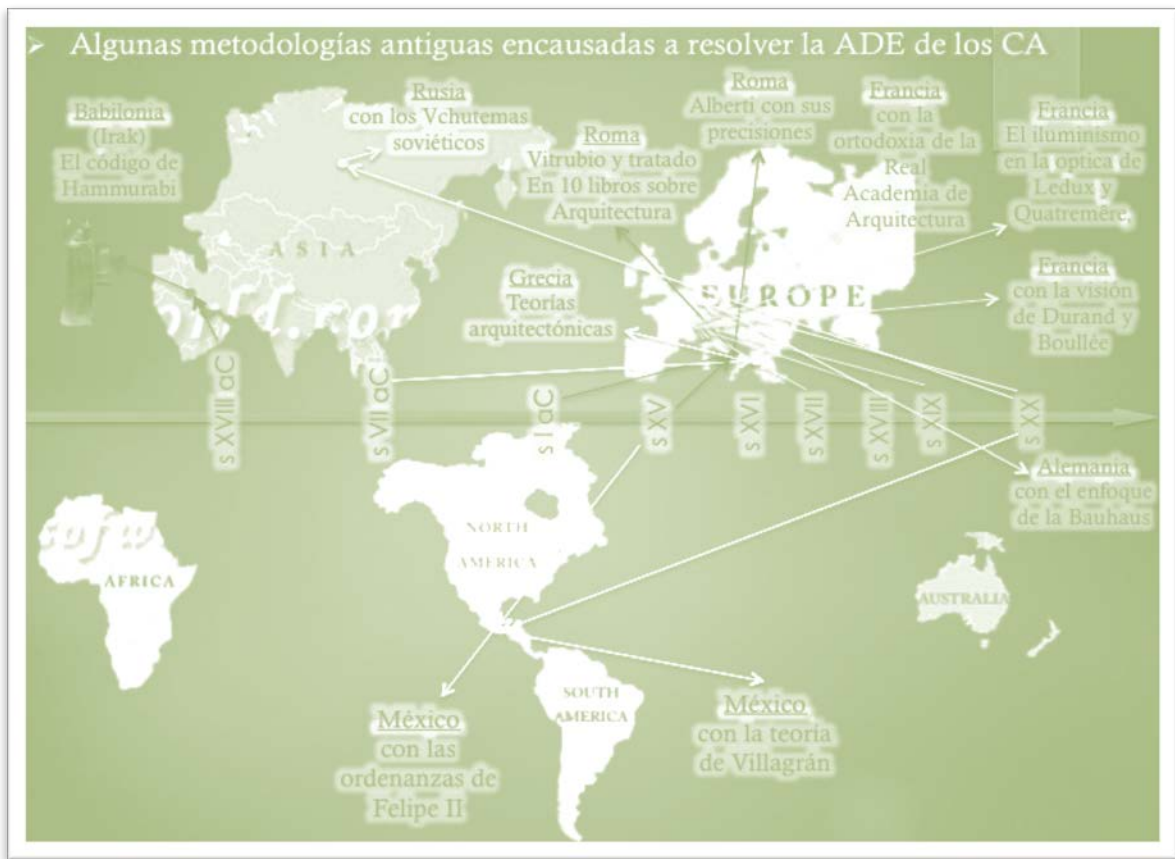 ➤ Algunas metodologías antiguas encausadas a resolver la ADE de los CA
Babilonia
(Irak)
El código de
Hammurabi
Rusia
con los Vchutemas
soviéticos
Roma
Vitrubio y tratado
En 10 libros sobre
Arquitectura
Roma
Alberti con sus
precisiones
Francia
con la
ortodoxia de la
Real
Academia de
Arquitectura
Francia
El iluminismo
en la optica de
Ledux y
Quatremère,
Grecia
Teorías
arquitectónicas
Francia
con la visión
de Durand y
Boullée
ASIA
EUROPE
s XVIII aC
s VII aC
s I aC
s XV
s XVI
s XVII
s XVIII
s XIX
s XX
Alemania
con el enfoque
de la Bauhaus
NORTH
AMERICA
AFRICA
AUSTRALIA
SOUTH
AMERICA
México
con las
ordenanzas de
Felipe II
México
con la teoría
de Villagrán